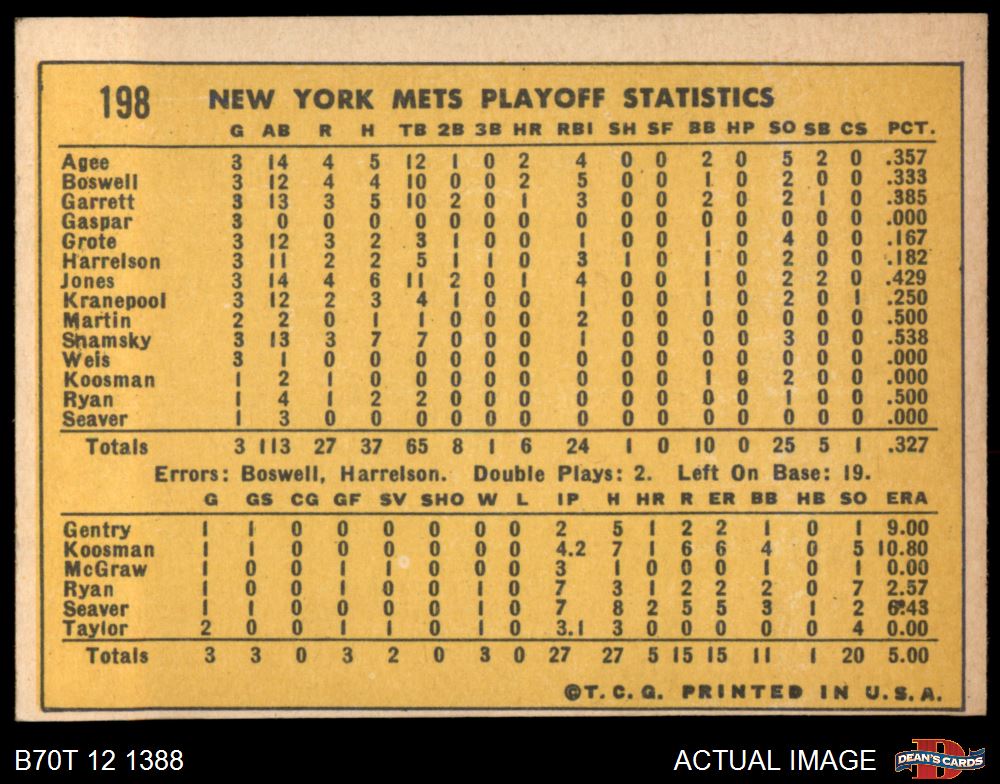 198 NEW YORK METS PLAYOFF STATISTICS
G AB R H TB 2B 3B HR RBI SH SF BB HP SO SB CS PCT.
Agee 3 14 4 5 12 1 0 2 4 0 0 2 0 5 2 0 .357
Boswell 3 12 4 4 10 0 0 2 5 0 0 1 0 2 0 0 .333
Garrett 3 13 3 5 10 2 0 1 3 0 0 2 0 2 1 0 .385
Gaspar 3 0 0 0 0 0 0 0 0 0 0 0 0 0 0 0 .000
Grote 3 12 3 2 3 1 0 0 1 0 0 1 0 4 0 0 .167
Harrelson 3 11 2 2 5 1 1 0 3 1 0 1 0 2 0 0 .182
Jones 3 14 4 6 11 2 0 1 4 0 0 1 0 2 2 0 .429
Kranepool 3 12 2 3 4 1 0 0 1 0 0 1 0 2 0 1 .250
Martin 2 2 0 1 1 0 0 0 2 0 0 0 0 0 0 0 .500
Shamsky 3 13 3 7 7 0 0 0 1 0 0 0 0 3 0 0 .538
Weis 3 1 0 0 0 0 0 0 0 0 0 0 0 0 0 0 .000
Koosman 1 2 1 0 0 0 0 0 0 0 0 1 0 2 0 0 .000
Ryan 1 4 1 2 2 0 0 0 0 0 0 0 0 1 0 0 .500
Seaver 1 3 0 0 0 0 0 0 0 0 0 0 0 0 0 0 .000
Totals 3 113 27 37 65 8 1 6 24 1 0 10 0 25 5 1 .327
Errors: Boswell, Harrelson. Double Plays: 2. Left On Base: 19.
G GS CG GF SV SHO W L IP H HR R ER BB HB SO ERA
Gentry 1 1 0 0 0 0 0 0 2 5 1 2 2 1 0 1 9.00
Koosman 1 1 0 0 0 0 0 0 4.2 7 1 6 6 4 0 5 10.80
McGraw 1 0 0 1 1 0 0 0 3 1 0 0 0 1 0 1 0.00
Ryan 1 0 0 1 0 0 1 0 7 3 1 2 2 2 0 7 2.57
Seaver 1 1 0 0 0 0 1 0 7 8 2 5 5 3 1 2 6.43
Taylor 2 0 0 1 1 0 1 0 3.1 3 0 0 0 0 0 4 0.00
Totals 3 3 0 3 2 0 3 0 27 27 5 15 15 11 1 20 5.00
©T.C.G. PRINTED IN U.S.A.
B70T 12 1388 ACTUAL IMAGE DEAN'S CARDS